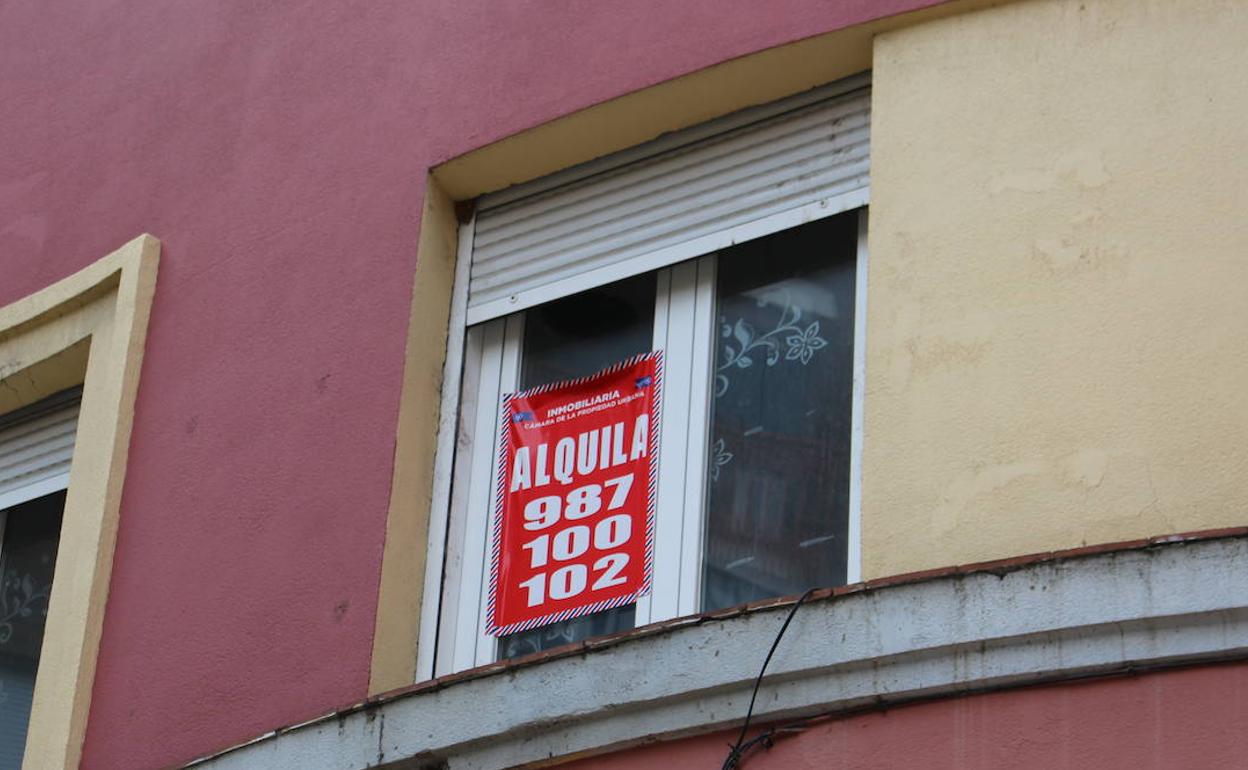 INMOBILIARIA
CÁMARA DE LA PROPIEDAD URBANA
ALQUILA
987
100
102